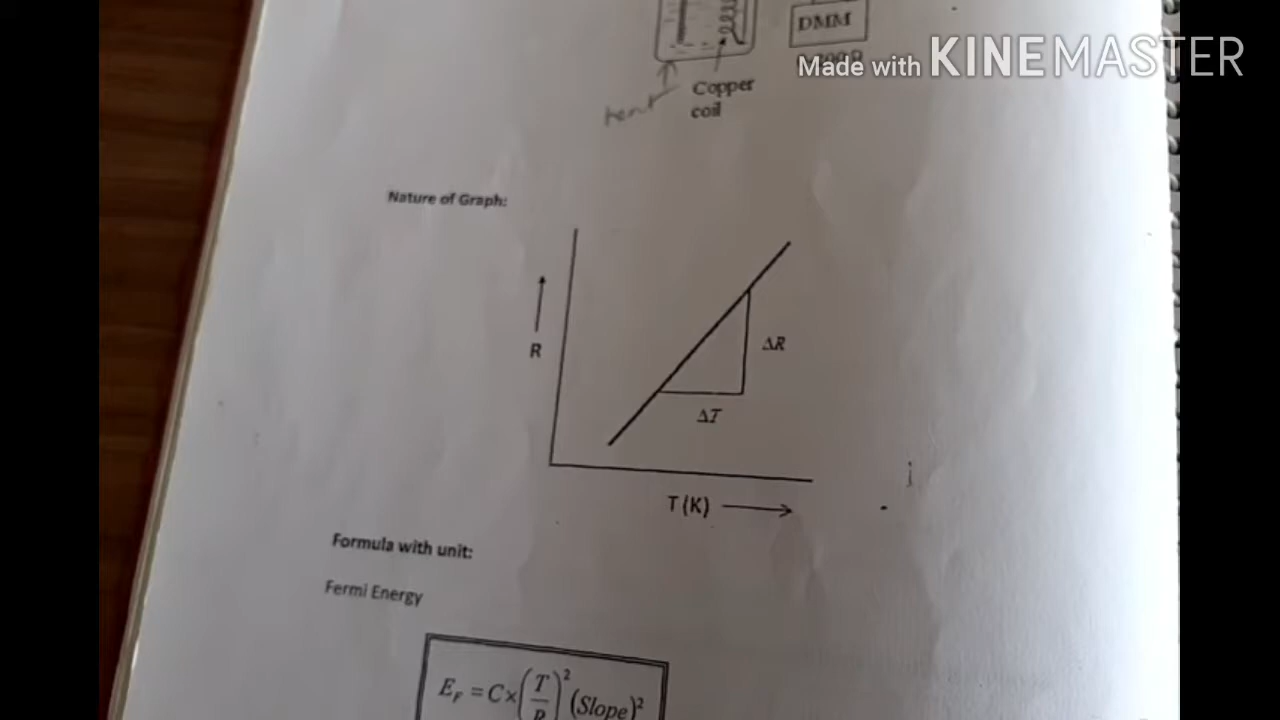 DMM
Made with KINEMASTER
Copper
coil
Nature of Graph:
R
ΔR
ΔT
T(K)
Formula with unit:
Fermi Energy
E_F = C×(T/R)²(Slope)²